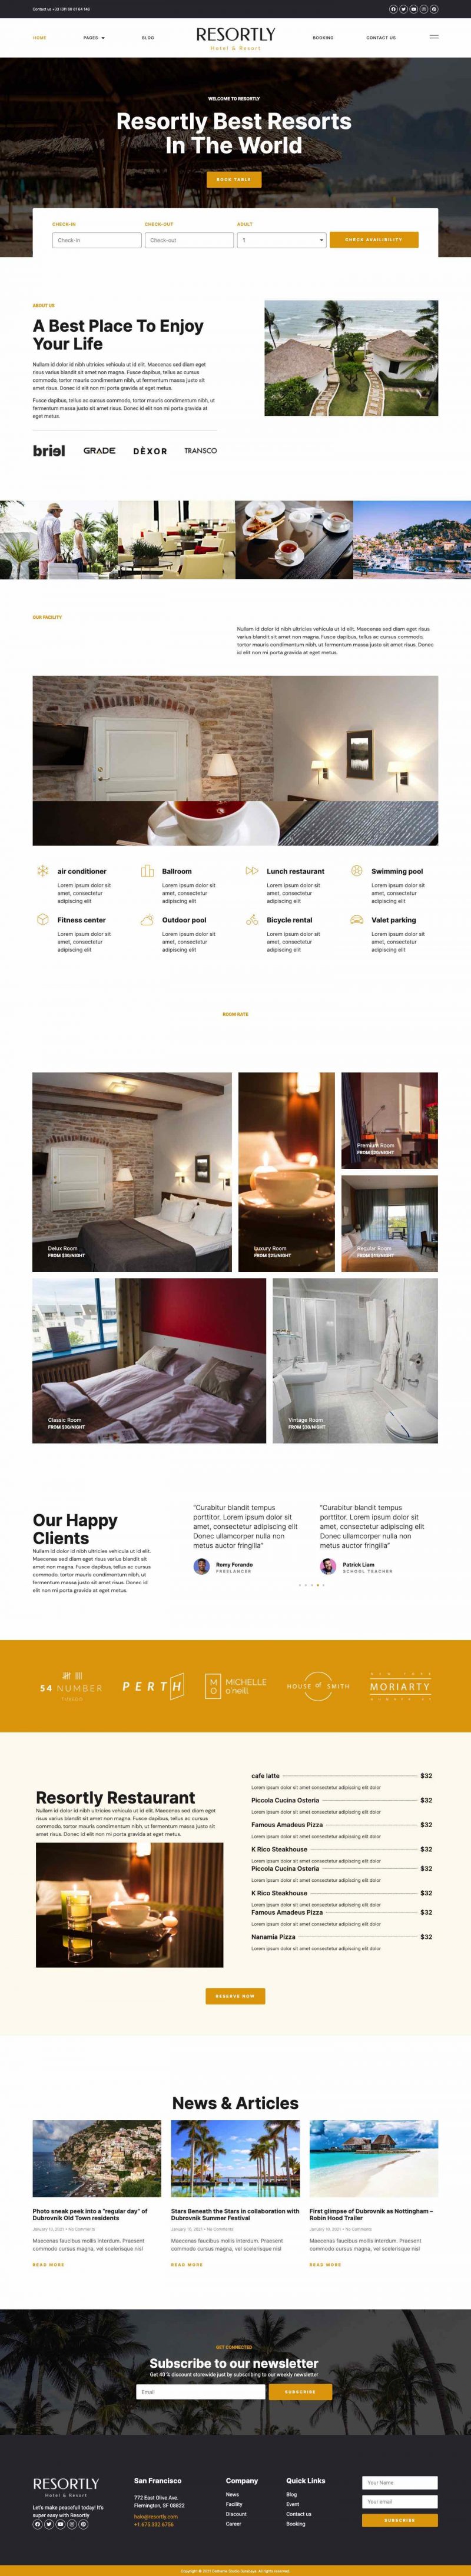 Contact us +33 (0)1 60 61 64 146
HOME
PAGES
BLOG
RESORTLY
Hotel & Resort
BOOKING
CONTACT US
WELCOME TO RESORTLY
Resortly Best Resorts
In The World
BOOK TABLE
CHECK-IN
CHECK-OUT
ADULT
Check-in
Check-out
1
CHECK AVAILIBILITY
ABOUT US
A Best Place To Enjoy
Your Life
Nullam id dolor id nibh ultricies vehicula ut id elit. Maecenas sed diam eget
risus varius blandit sit amet non magna. Fusce dapibus, tellus ac cursus
commodo, tortor mauris condimentum nibh, ut fermentum massa justo sit
amet risus. Donec id elit non mi porta gravida at eget metus.
Fusce dapibus, tellus ac cursus commodo, tortor mauris condimentum nibh, ut
fermentum massa justo sit amet risus. Donec id elit non mi porta gravida at
eget metus.
briel
GRADE
DÉXOR
TRANSCO
OUR FACILITY
Nullam id dolor id nibh ultricies vehicula ut id elit. Maecenas sed diam eget risus
varius blandit sit amet non magna. Fusce dapibus, tellus ac cursus commodo,
tortor mauris condimentum nibh, ut fermentum massa justo sit amet risus. Donec
id elit non mi porta gravida at eget metus.
air conditioner
Lorem ipsum dolor sit
amet, consectetur
adipiscing elit
Ballroom
Lorem ipsum dolor sit
amet, consectetur
adipiscing elit
Lunch restaurant
Lorem ipsum dolor sit
amet, consectetur
adipiscing elit
Swimming pool
Lorem ipsum dolor sit
amet, consectetur
adipiscing elit
Fitness center
Lorem ipsum dolor sit
amet, consectetur
adipiscing elit
Outdoor pool
Lorem ipsum dolor sit
amet, consectetur
adipiscing elit
Bicycle rental
Lorem ipsum dolor sit
amet, consectetur
adipiscing elit
Valet parking
Lorem ipsum dolor sit
amet, consectetur
adipiscing elit
ROOM RATE
Delux Room
FROM $30/NIGHT
Luxury Room
FROM $25/NIGHT
Premium Room
FROM $20/NIGHT
Regular Room
FROM $15/NIGHT
Classic Room
FROM $30/NIGHT
Vintage Room
FROM $30/NIGHT
Our Happy
Clients
Nullam id dolor id nibh ultricies vehicula ut id elit.
Maecenas sed diam eget risus varius blandit sit
amet non magna. Fusce dapibus, tellus ac cursus
commodo, tortor mauris condimentum nibh, ut
fermentum massa justo sit amet risus. Donec id
elit non mi porta gravida at eget metus.
"Curabitur blandit tempus
porttitor. Lorem ipsum dolor sit
amet, consectetur adipiscing elit
Donec ullamcorper nulla non
metus auctor fringilla"
Romy Forando
FREELANCER
"Curabitur blandit tempus
porttitor. Lorem ipsum dolor sit
amet, consectetur adipiscing elit
Donec ullamcorper nulla non
metus auctor fringilla"
Patrick Liam
SCHOOL TEACHER
54 NUMBER
PERTH
MO
MICHELLE
o'neill
HOUSE of SMITH
MORIARTY
Resortly Restaurant
Nullam id dolor id nibh ultricies vehicula ut id elit. Maecenas sed diam eget
risus varius blandit sit amet non magna. Fusce dapibus, tellus ac cursus
commodo, tortor mauris condimentum nibh, ut fermentum massa justo sit
amet risus. Donec id elit non mi porta gravida at eget metus.
cafe latte $32
Lorem ipsum dolor sit amet consectetur adipiscing elit dolor
Piccola Cucina Osteria $32
Lorem ipsum dolor sit amet consectetur adipiscing elit dolor
Famous Amadeus Pizza $32
Lorem ipsum dolor sit amet consectetur adipiscing elit dolor
K Rico Steakhouse $32
Lorem ipsum dolor sit amet consectetur adipiscing elit dolor
Piccola Cucina Osteria $32
Lorem ipsum dolor sit amet consectetur adipiscing elit dolor
K Rico Steakhouse $32
Lorem ipsum dolor sit amet consectetur adipiscing elit dolor
Famous Amadeus Pizza $32
Lorem ipsum dolor sit amet consectetur adipiscing elit dolor
Nanamia Pizza $32
Lorem ipsum dolor sit amet consectetur adipiscing elit dolor
RESERVE NOW
News & Articles
Photo sneak peek into a "regular day" of
Dubrovnik Old Town residents
January 13, 2021 • No Comments
Maecenas faucibus mollis interdum. Praesent
commodo cursus magna, vel scelerisque nisl
READ MORE
Stars Beneath the Stars in collaboration with
Dubrovnik Summer Festival
January 13, 2021 • No Comments
Maecenas faucibus mollis interdum. Praesent
commodo cursus magna, vel scelerisque nisl
READ MORE
First glimpse of Dubrovnik as Nottingham –
Robin Hood Trailer
January 10, 2021 • No Comments
Maecenas faucibus mollis interdum. Praesent
commodo cursus magna, vel scelerisque nisl
READ MORE
GET CONNECTED
Subscribe to our newsletter
Get 40 % discount storewide just by subscribing to our weekly newsletter
Email
SUBSCRIBE
RESORTLY
Hotel & Resort
Let's make peacefull today! It's
super easy with Resortly
San Francisco
772 East Olive Ave.
Flemington, SF 08822
halo@resortly.com
+1.675.332.6756
Company
News
Facility
Discount
Career
Quick Links
Blog
Event
Contact us
Booking
Your Name
Your email
SUBSCRIBE